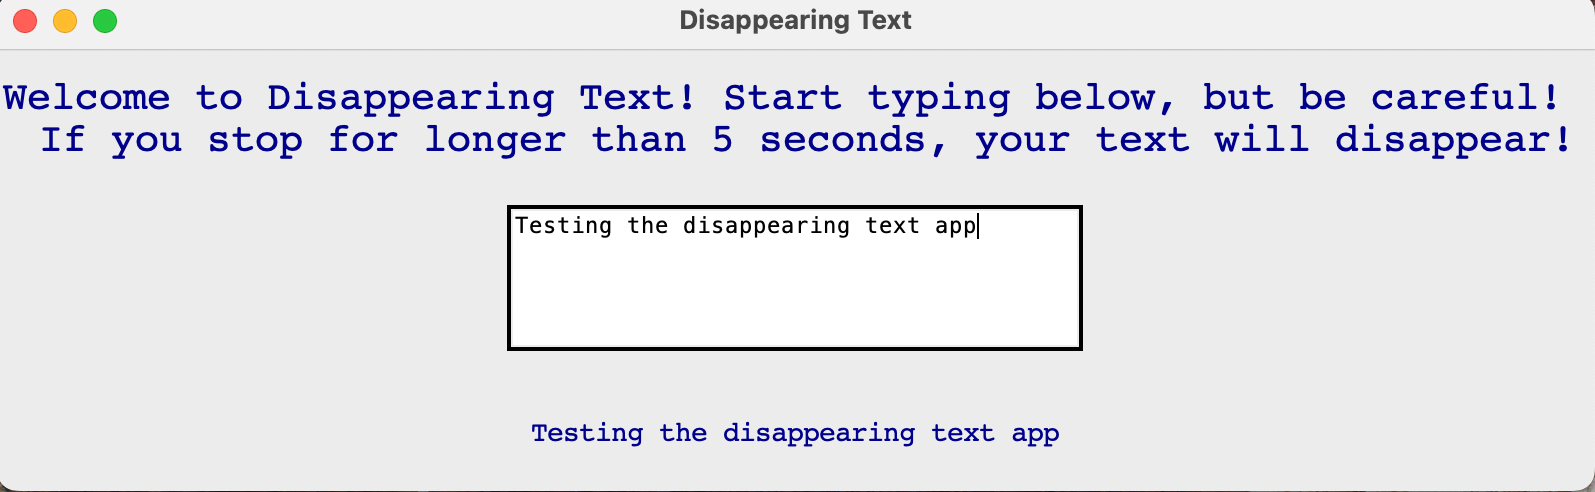 Disappearing Text
Welcome to Disappearing Text! Start typing below, but be careful!
If you stop for longer than 5 seconds, your text will disappear!
Testing the disappearing text app
Testing the disappearing text app